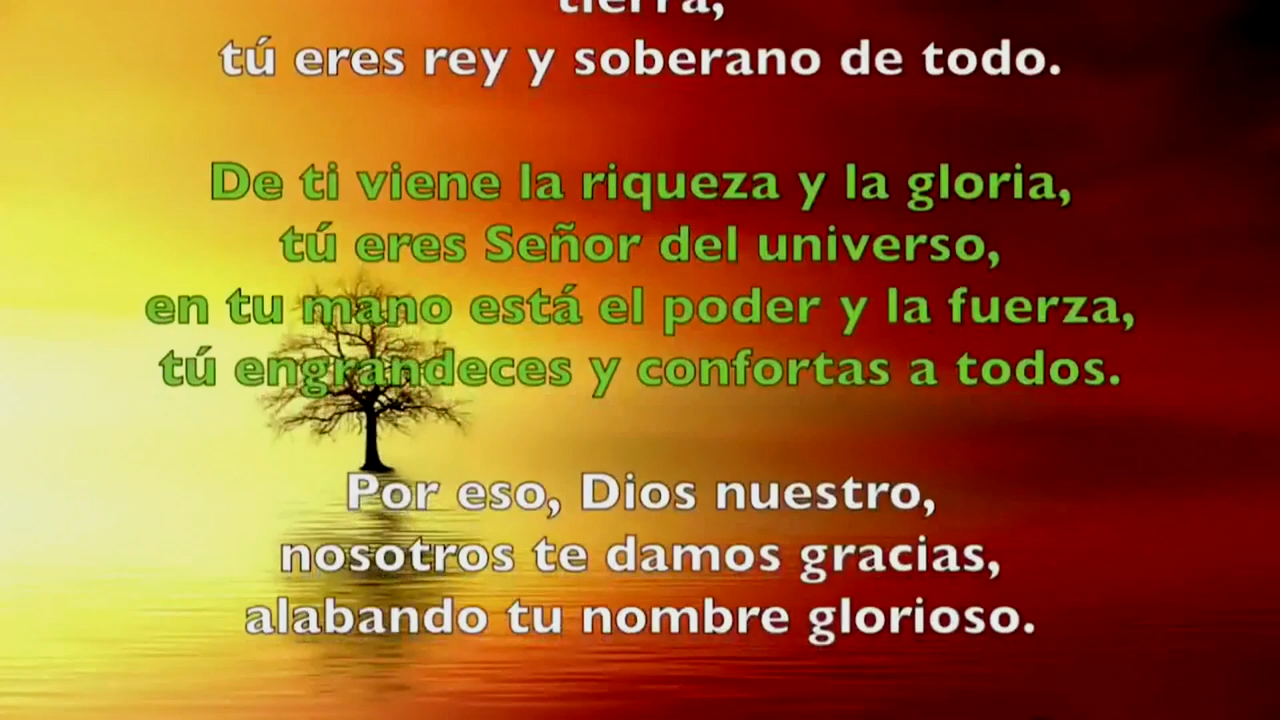 tierra,
tú eres rey y soberano de todo.
De ti viene la riqueza y la gloria,
tú eres Señor del universo,
en tu mano está el poder y la fuerza,
tú engrandeces y confortas a todos.
Por eso, Dios nuestro,
nosotros te damos gracias,
alabando tu nombre glorioso.